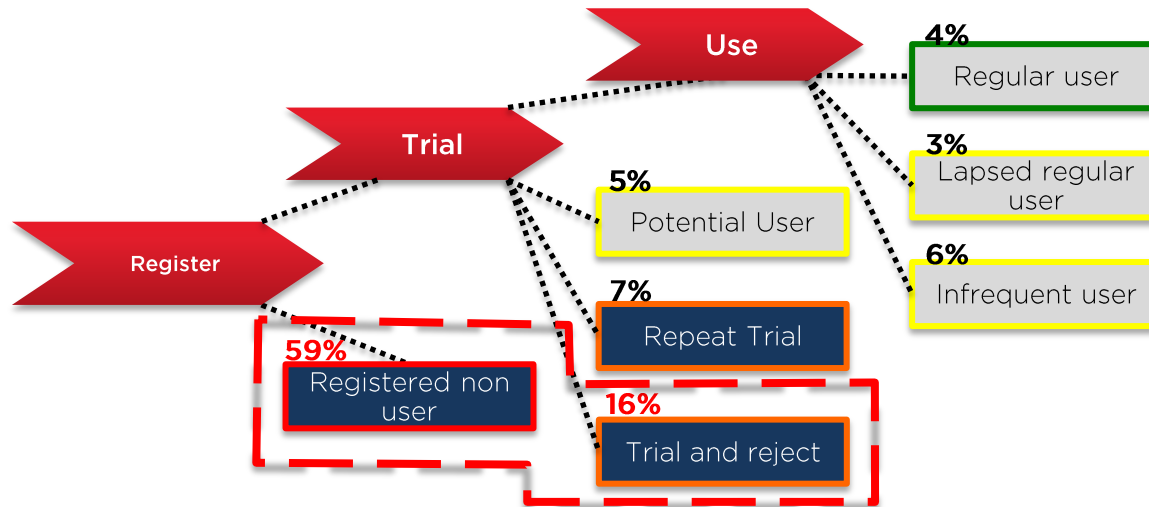 Use
4%
Regular user
Trial
3%
Lapsed regular
user
5%
Potential User
Register
6%
Infrequent user
7%
Repeat Trial
59%
Registered non
user
16%
Trial and reject